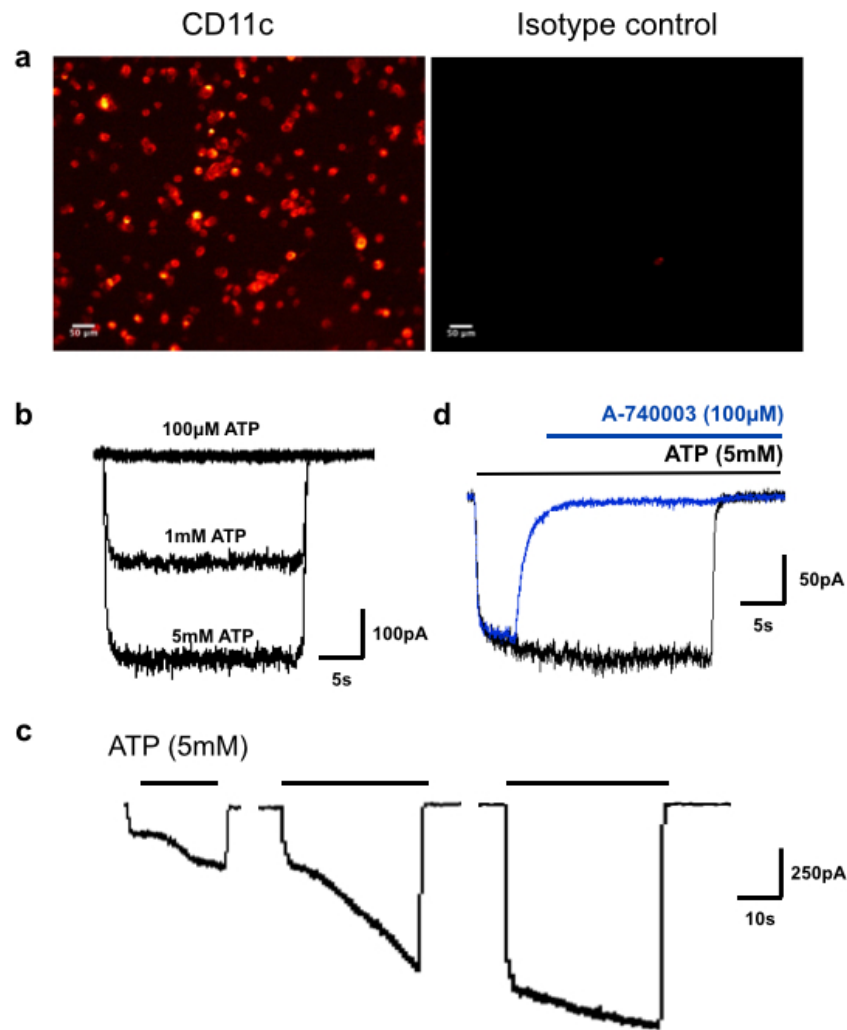 CD11c
Isotype control
a
50 µm
50 µm
b
100µM ATP
1mM ATP
5mM ATP
100pA
5s
d
A-740003 (100µM)
ATP (5mM)
50pA
5s
c
ATP (5mM)
250pA
10s